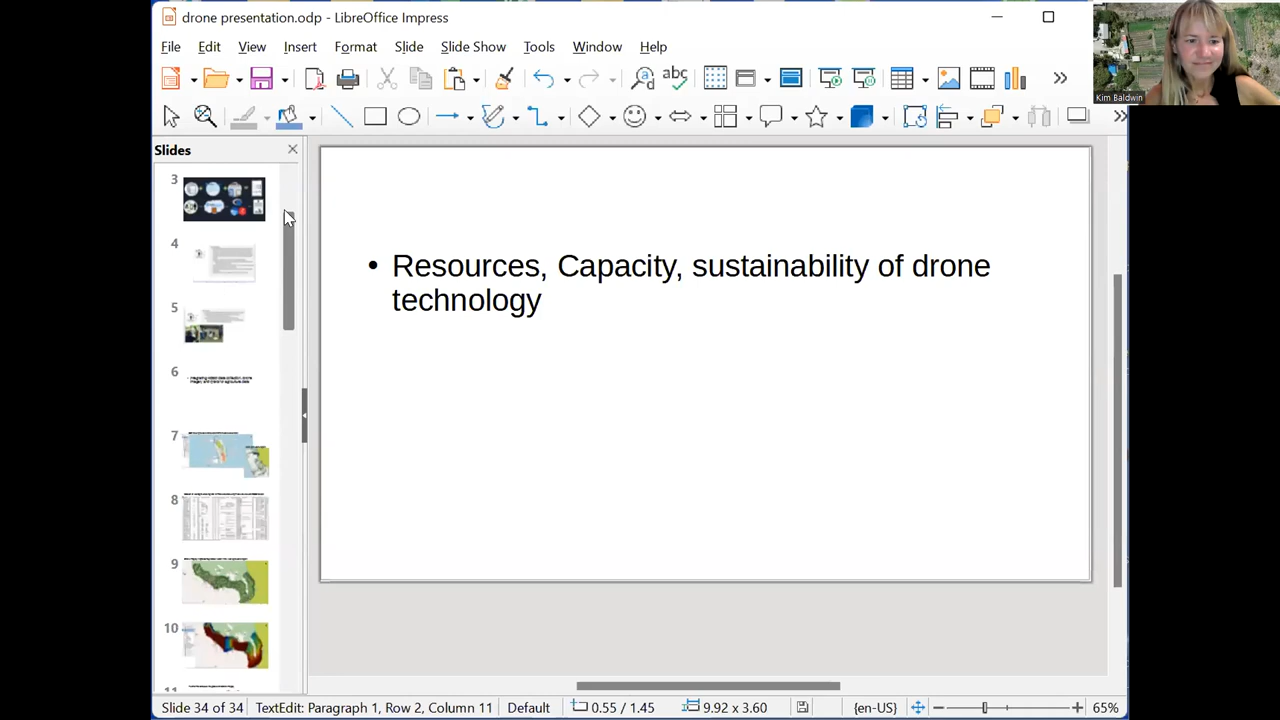 drone presentation.odp - LibreOffice Impress
File Edit View Insert Format Slide Slide Show Tools Window Help
abc
Kim Baldwin
Slides
3
4
5
6
7
8
9
10
• Resources, Capacity, sustainability of drone
technology
Slide 34 of 34 TextEdit: Paragraph 1, Row 2, Column 11 Default 0.55 / 1.45 9.92 x 3.60 {en-US} 65%